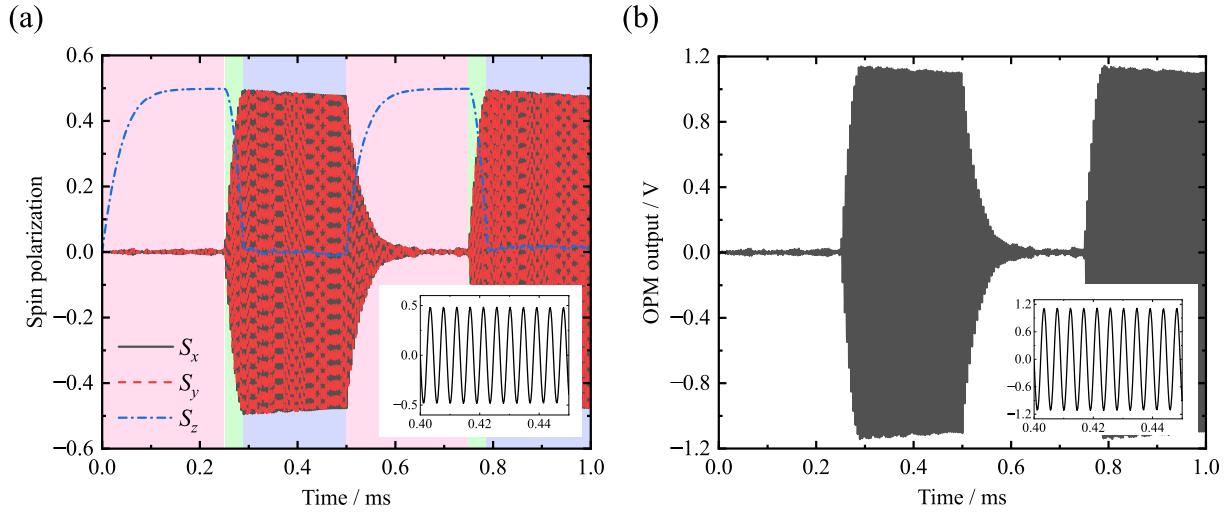 (a)
Spin polarization
0.6
0.4
0.2
0.0
−0.2
−0.4
−0.6
S_x
S_y
S_z
0.5
0.0
−0.5
0.40 0.42 0.44
0.0 0.2 0.4 0.6 0.8 1.0
Time / ms
(b)
OPM output / V
1.2
0.8
0.4
0.0
−0.4
−0.8
−1.2
1.2
0.6
0.0
−0.6
−1.2
0.40 0.42 0.44
0.0 0.2 0.4 0.6 0.8 1.0
Time / ms